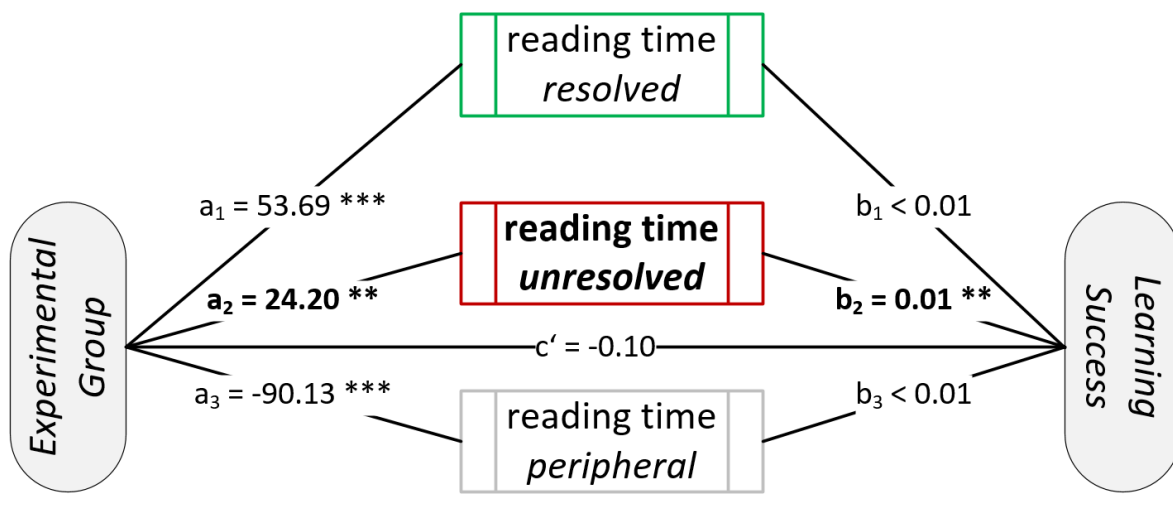 reading time
resolved
a₁ = 53.69 ***
b₁ < 0.01
reading time
unresolved
a₂ = 24.20 **
b₂ = 0.01 **
Experimental
Group
c‘ = -0.10
Learning
Success
a₃ = -90.13 ***
b₃ < 0.01
reading time
peripheral